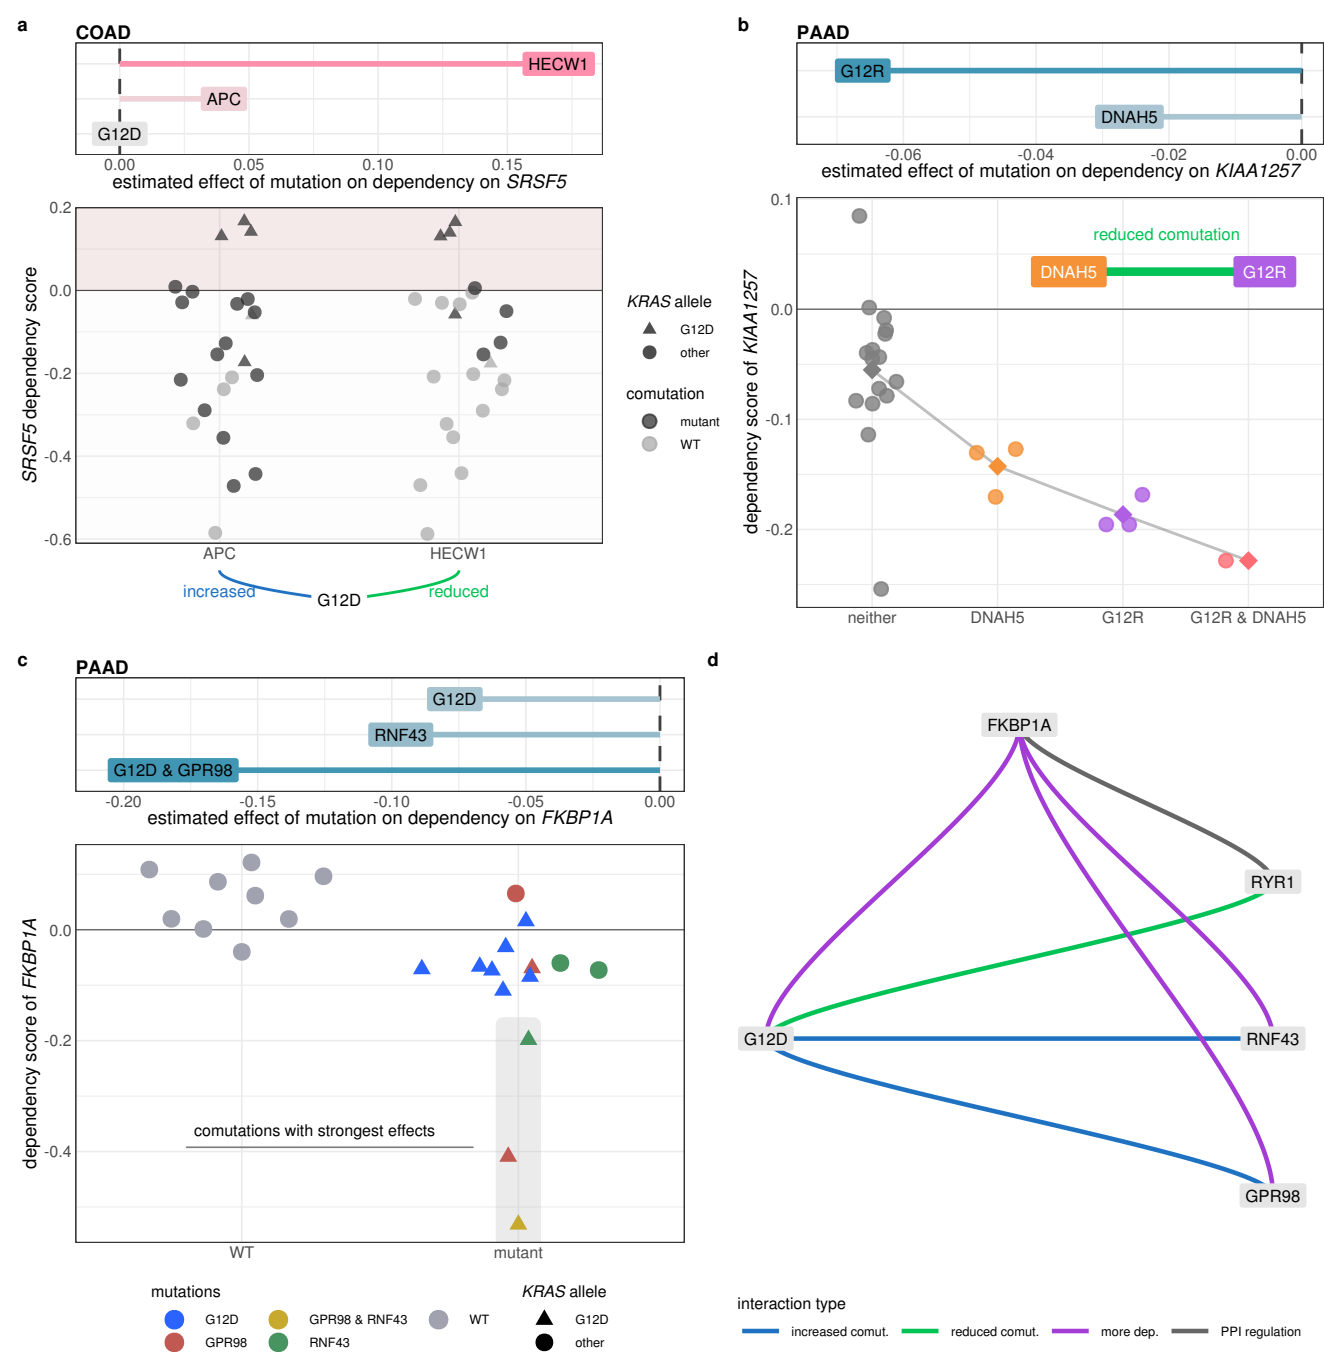 a
COAD
HECW1
APC
G12D
0.00 0.05 0.10 0.15
estimated effect of mutation on dependency on SRSF5
0.2
0.0
-0.2
-0.4
-0.6
SRSF5 dependency score
APC HECW1
increased G12D reduced
KRAS allele
G12D
other
comutation
mutant
WT
b
PAAD
G12R
DNAH5
-0.06 -0.04 -0.02 0.00
estimated effect of mutation on dependency on KIAA1257
0.1
0.0
-0.1
-0.2
dependency score of KIAA1257
reduced comutation
DNAH5 G12R
neither DNAH5 G12R G12R & DNAH5
c
PAAD
G12D
RNF43
G12D & GPR98
-0.20 -0.15 -0.10 -0.05 0.00
estimated effect of mutation on dependency on FKBP1A
0.0
-0.2
-0.4
dependency score of FKBP1A
comutations with strongest effects
WT mutant
mutations
G12D GPR98 & RNF43 WT
GPR98 RNF43
KRAS allele
G12D
other
d
FKBP1A
RYR1
G12D RNF43
GPR98
interaction type
increased comut. reduced comut. more dep. PPI regulation